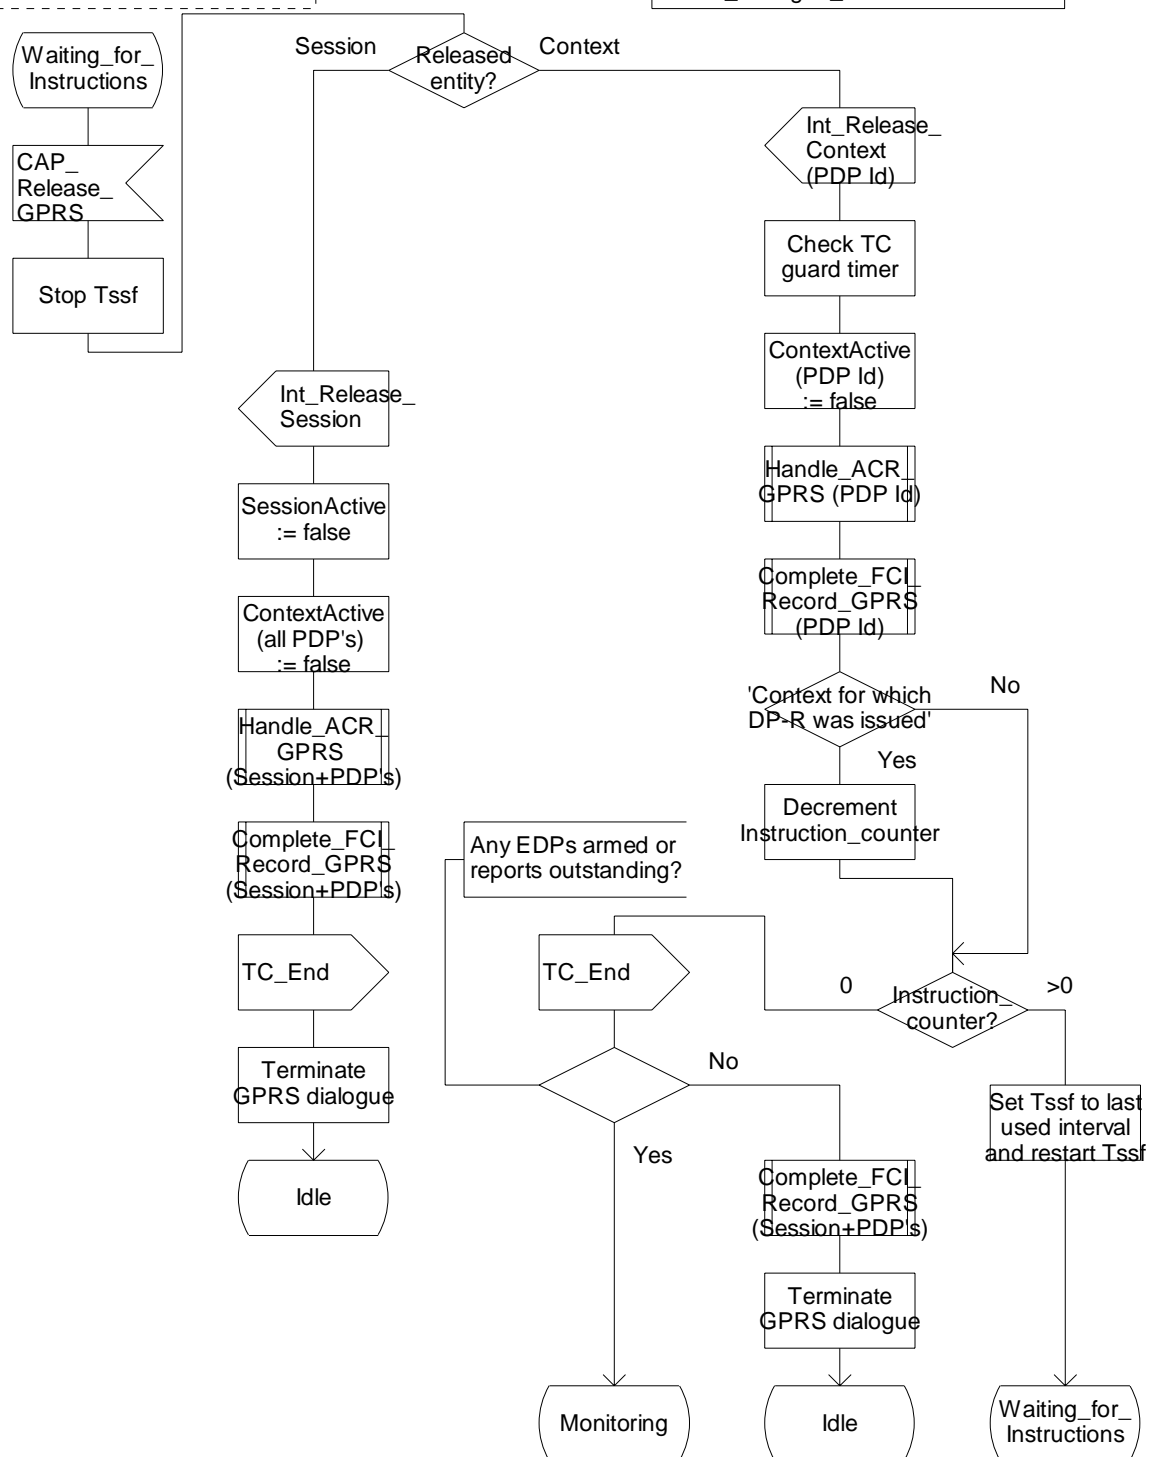 Waiting_for_
Instructions
CAP_
Release_
GPRS
Stop Tssf
Session
Released
entity?
Context
Int_Release_
Session
SessionActive
:= false
ContextActive
(all PDP's)
:= false
Handle_ACR_
GPRS
(Session+PDP's)
Complete_FCI_
Record_GPRS
(Session+PDP's)
TC_End
Terminate
GPRS dialogue
Idle
Int_Release_
Context
(PDP Id)
Check TC
guard timer
ContextActive
(PDP Id)
:= false
Handle_ACR_
GPRS (PDP Id)
Complete_FCI_
Record_GPRS
(PDP Id)
'Context for which
DP-R was issued'
No
Yes
Decrement
Instruction_counter
Instruction_
counter?
0
>0
TC_End
Any EDPs armed or
reports outstanding?
No
Yes
Complete_FCI_
Record_GPRS
(Session+PDP's)
Terminate
GPRS dialogue
Set Tssf to last
used interval
and restart Tssf
Monitoring
Idle
Waiting_for_
Instructions